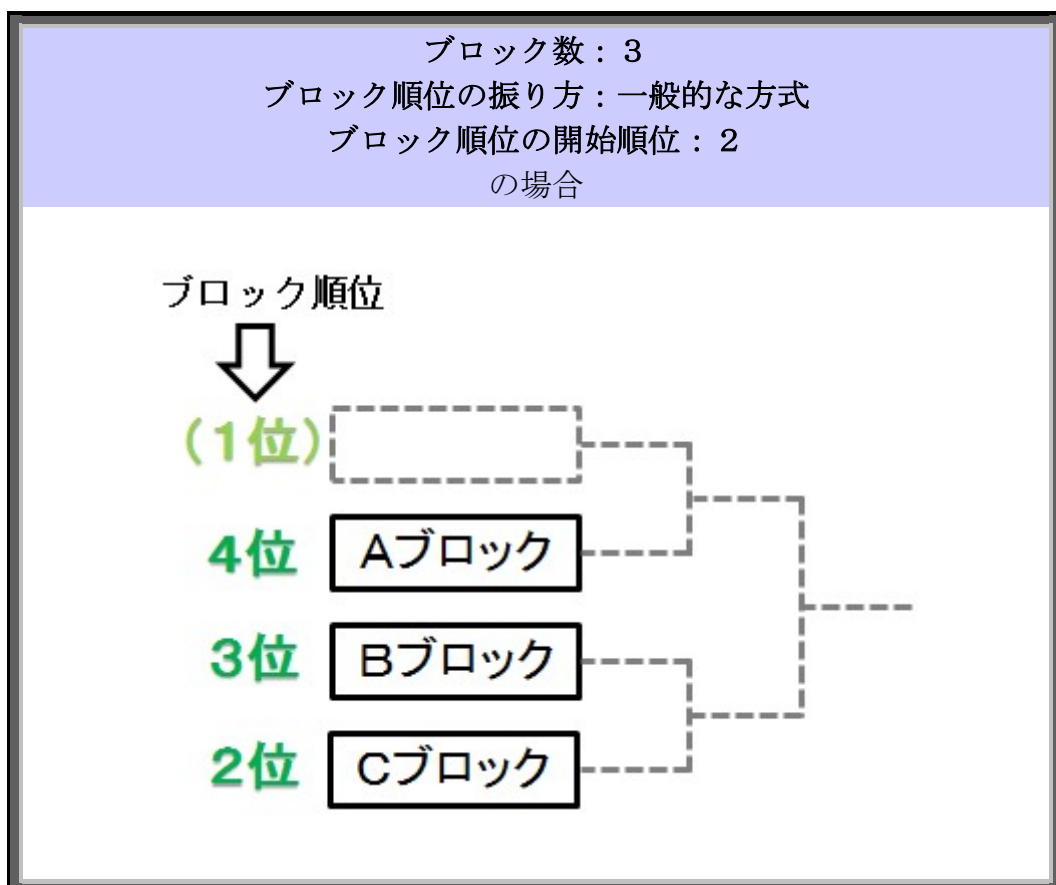 ブロック数：３
ブロック順位の振り方：一般的な方式
ブロック順位の開始順位：２
の場合
ブロック順位
(1位)
4位 Aブロック
3位 Bブロック
2位 Cブロック